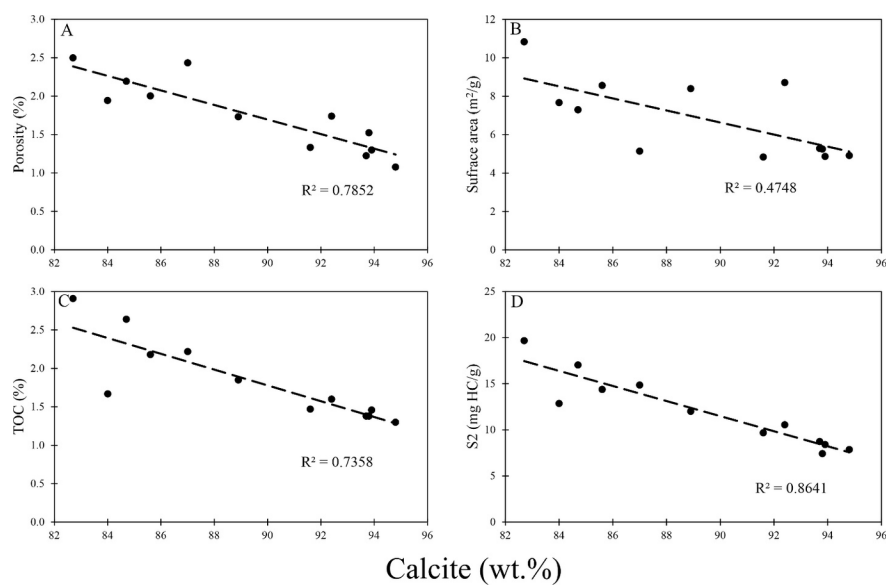 A
3.0
2.5
2.0
1.5
1.0
0.5
0.0
Porosity (%)
R² = 0.7852
82 84 86 88 90 92 94 96
B
12
10
8
6
4
2
0
Sufrace area (m²/g)
R² = 0.4748
82 84 86 88 90 92 94 96
C
3.0
2.5
2.0
1.5
1.0
0.5
0.0
TOC (%)
R² = 0.7358
82 84 86 88 90 92 94 96
D
25
20
15
10
5
0
S2 (mg HC/g)
R² = 0.8641
82 84 86 88 90 92 94 96
Calcite (wt.%)